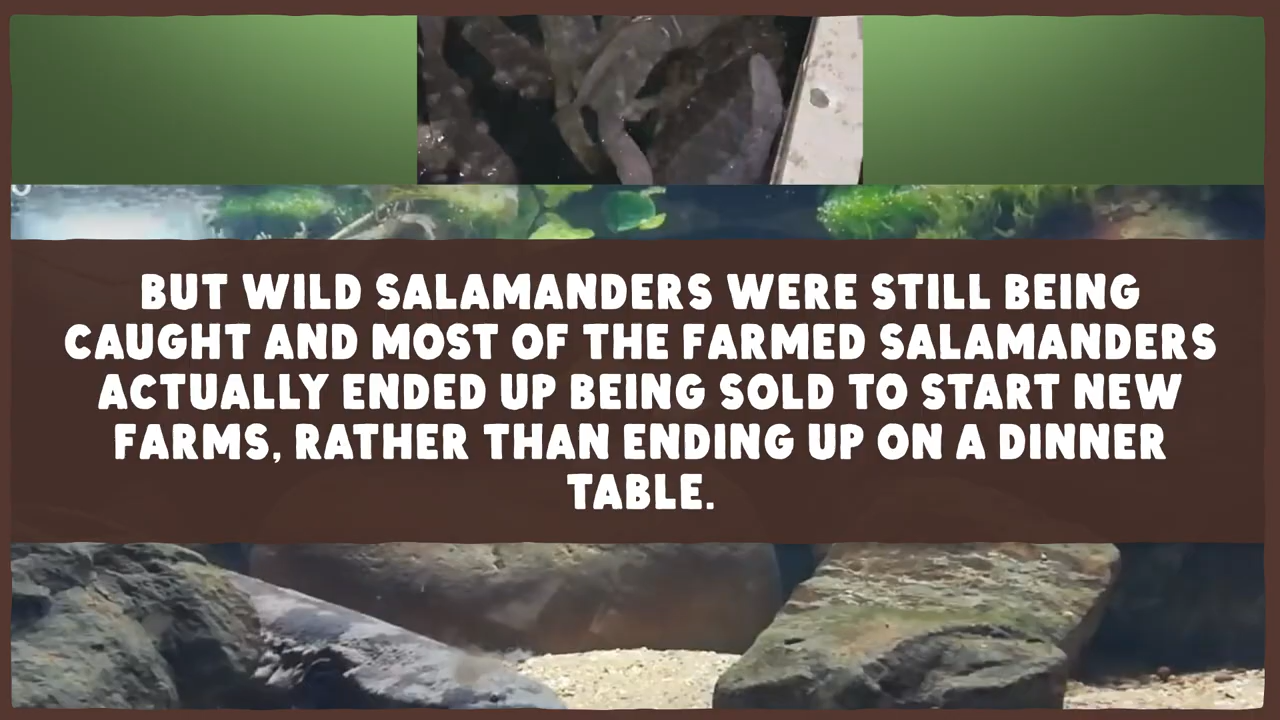 BUT WILD SALAMANDERS WERE STILL BEING
CAUGHT AND MOST OF THE FARMED SALAMANDERS
ACTUALLY ENDED UP BEING SOLD TO START NEW
FARMS, RATHER THAN ENDING UP ON A DINNER
TABLE.